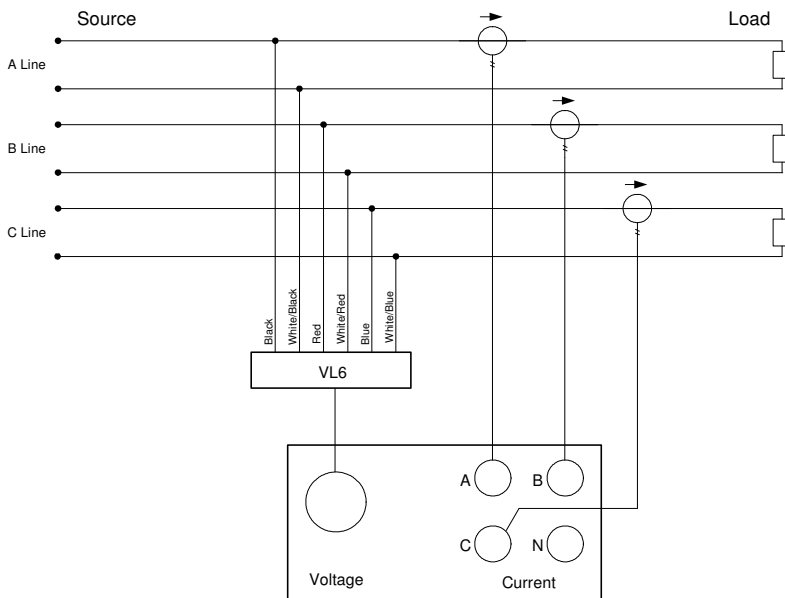 Source
Load
A Line
B Line
C Line
Black
White/Black
Red
White/Red
Blue
White/Blue
VL6
A
B
C
N
Voltage
Current